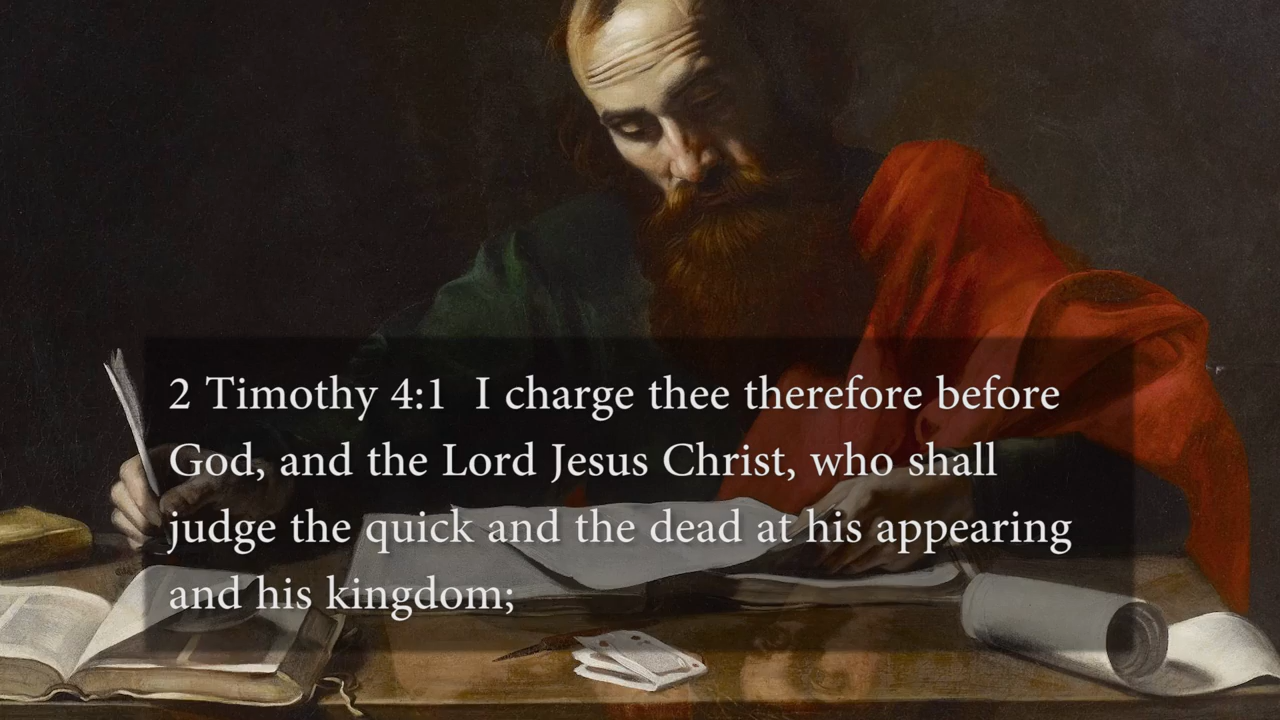 2 Timothy 4:1  I charge thee therefore before
God, and the Lord Jesus Christ, who shall
judge the quick and the dead at his appearing
and his kingdom;